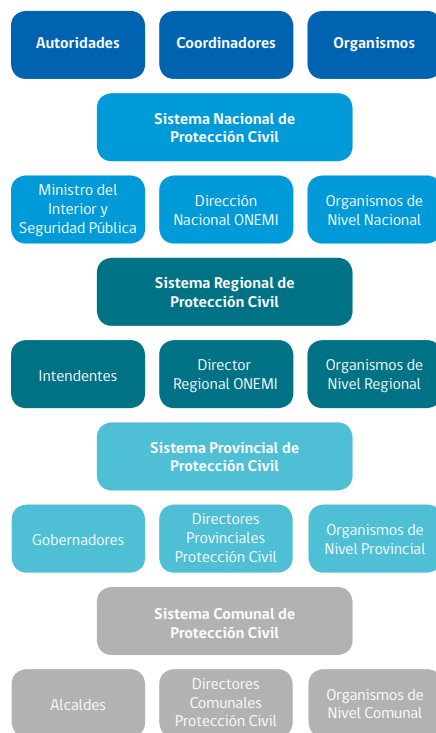 Autoridades
Coordinadores
Organismos
Sistema Nacional de
Protección Civil
Ministro del
Interior y
Seguridad Pública
Dirección
Nacional ONEMI
Organismos de
Nivel Nacional
Sistema Regional de
Protección Civil
Intendentes
Director
Regional ONEMI
Organismos de
Nivel Regional
Sistema Provincial de
Protección Civil
Gobernadores
Directores
Provinciales
Protección Civil
Organismos de
Nivel Provincial
Sistema Comunal de
Protección Civil
Alcaldes
Directores
Comunales
Protección Civil
Organismos de
Nivel Comunal